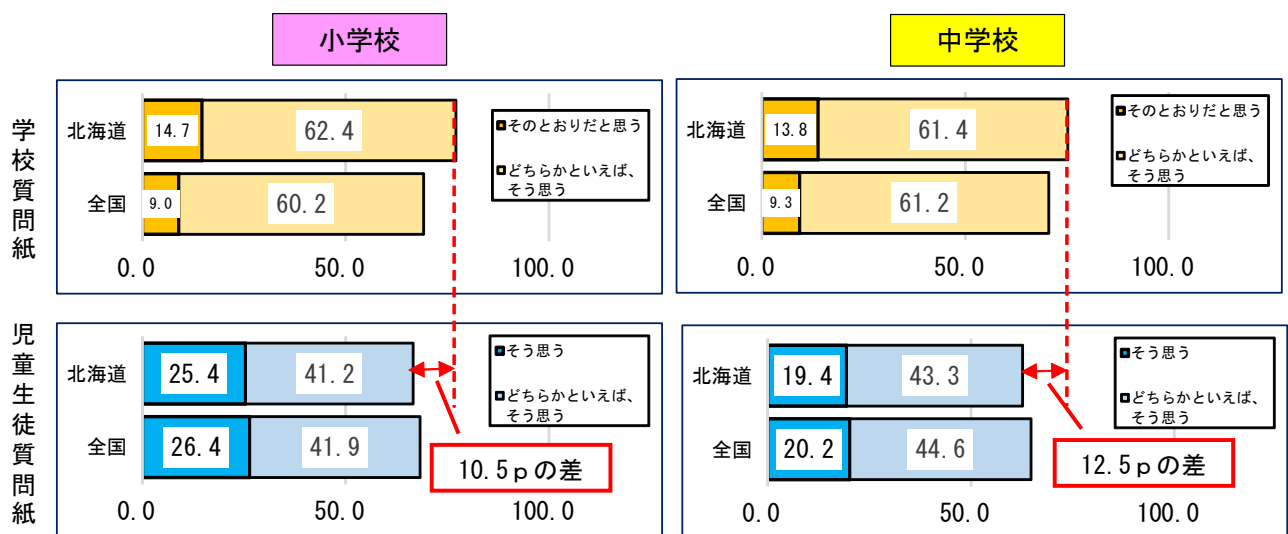 小学校
中学校
学校質問紙
北海道
14.7
62.4
全国
9.0
60.2
そのとおりだと思う
どちらかといえば、
そう思う
0.0
50.0
100.0
北海道
13.8
61.4
全国
9.3
61.2
そのとおりだと思う
どちらかといえば、
そう思う
0.0
50.0
100.0
児童生徒質問紙
北海道
25.4
41.2
全国
26.4
41.9
そう思う
どちらかといえば、
そう思う
10.5ｐの差
0.0
50.0
100.0
北海道
19.4
43.3
全国
20.2
44.6
そう思う
どちらかといえば、
そう思う
12.5ｐの差
0.0
50.0
100.0